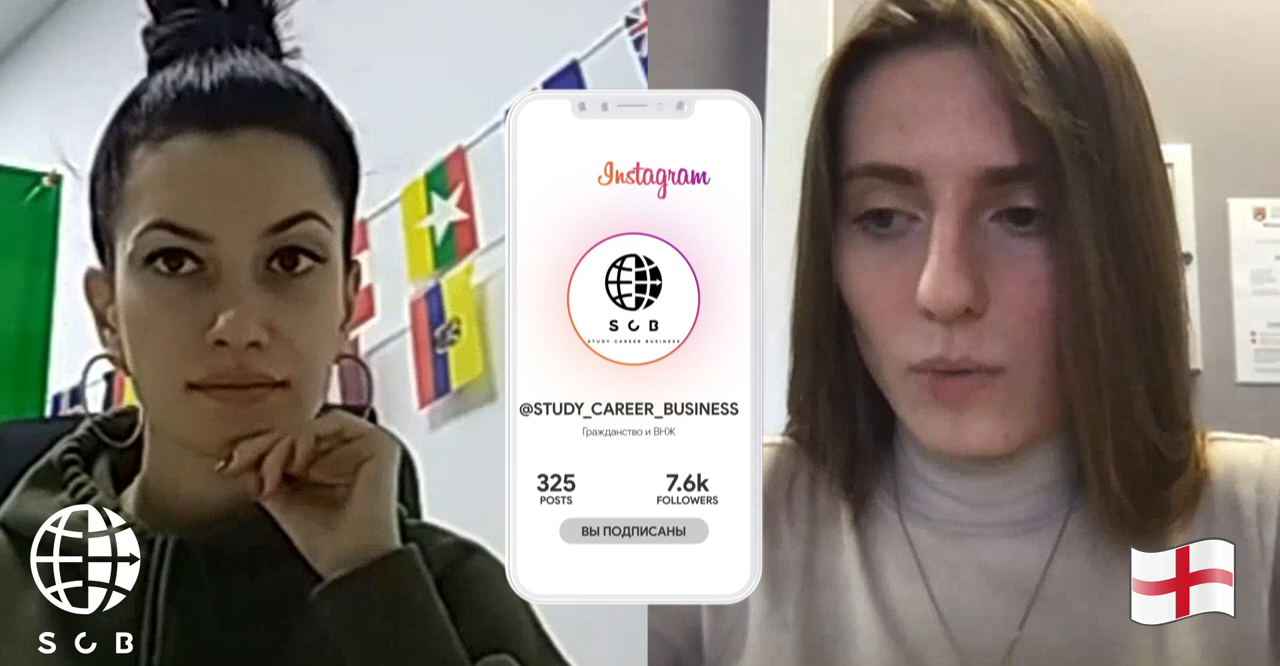 Instagram
SCB
STUDY CAREER BUSINESS
@STUDY_CAREER_BUSINESS
Гражданство и ВНЖ
325
POSTS
7.6k
FOLLOWERS
ВЫ ПОДПИСАНЫ
SCB